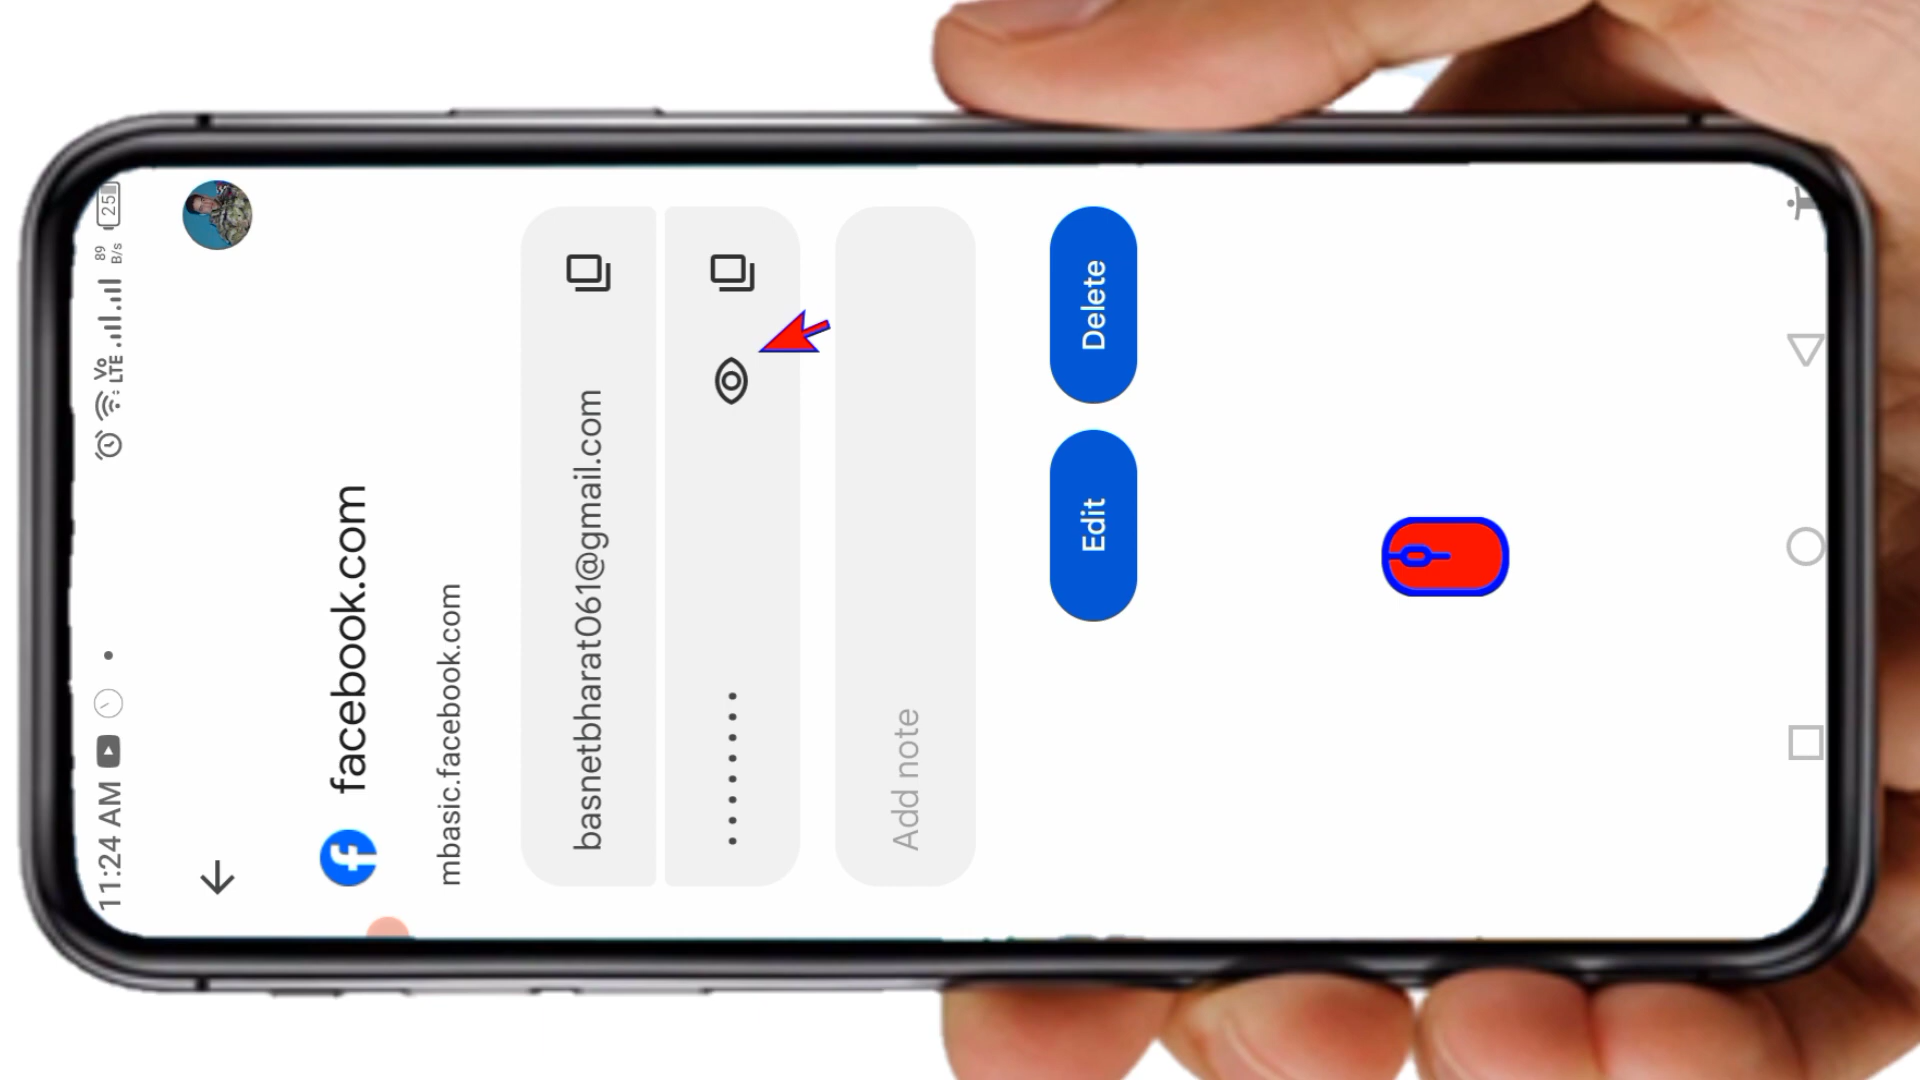 11:24 AM
Vo LTE
89 B/s
25
facebook.com
mbasic.facebook.com
basnetbharat061@gmail.com
••••••••
Add note
Edit
Delete